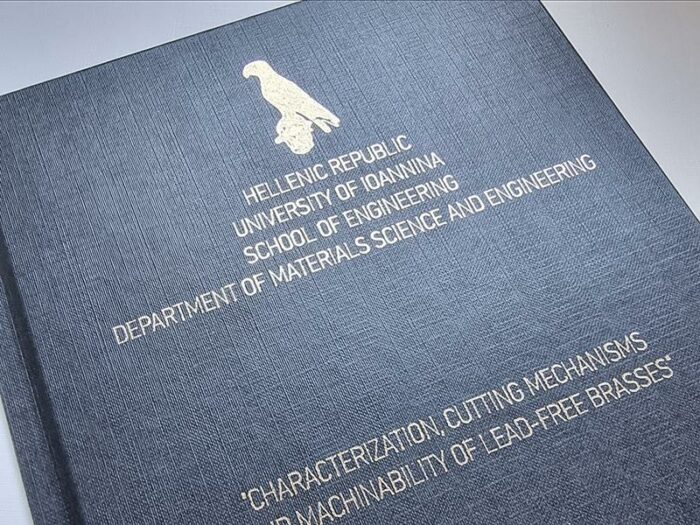 HELLENIC REPUBLIC
UNIVERSITY OF IOANNINA
SCHOOL OF ENGINEERING
DEPARTMENT OF MATERIALS SCIENCE AND ENGINEERING
"CHARACTERIZATION, CUTTING MECHANISMS
MACHINABILITY OF LEAD-FREE BRASSES"